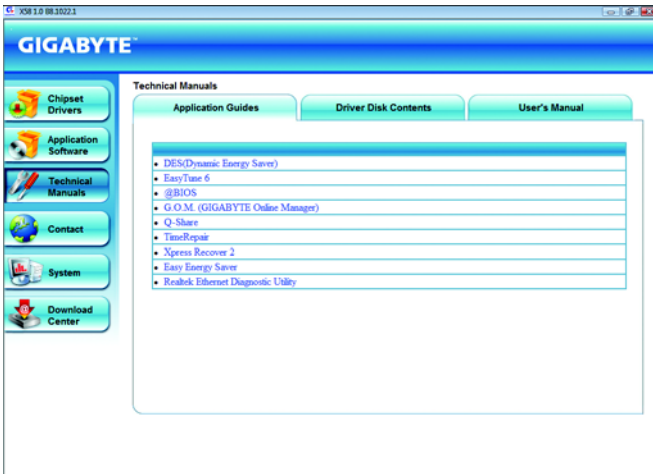 X58 1.0 B8.1022.1
GIGABYTE™
Technical Manuals
Chipset
Drivers
Application
Software
Technical
Manuals
Contact
System
Download
Center
Application Guides
Driver Disk Contents
User's Manual
• DES(Dynamic Energy Saver)
• EasyTune 6
• @BIOS
• G.O.M. (GIGABYTE Online Manager)
• Q-Share
• TimeRepair
• Xpress Recover 2
• Easy Energy Saver
• Realtek Ethernet Diagnostic Utility